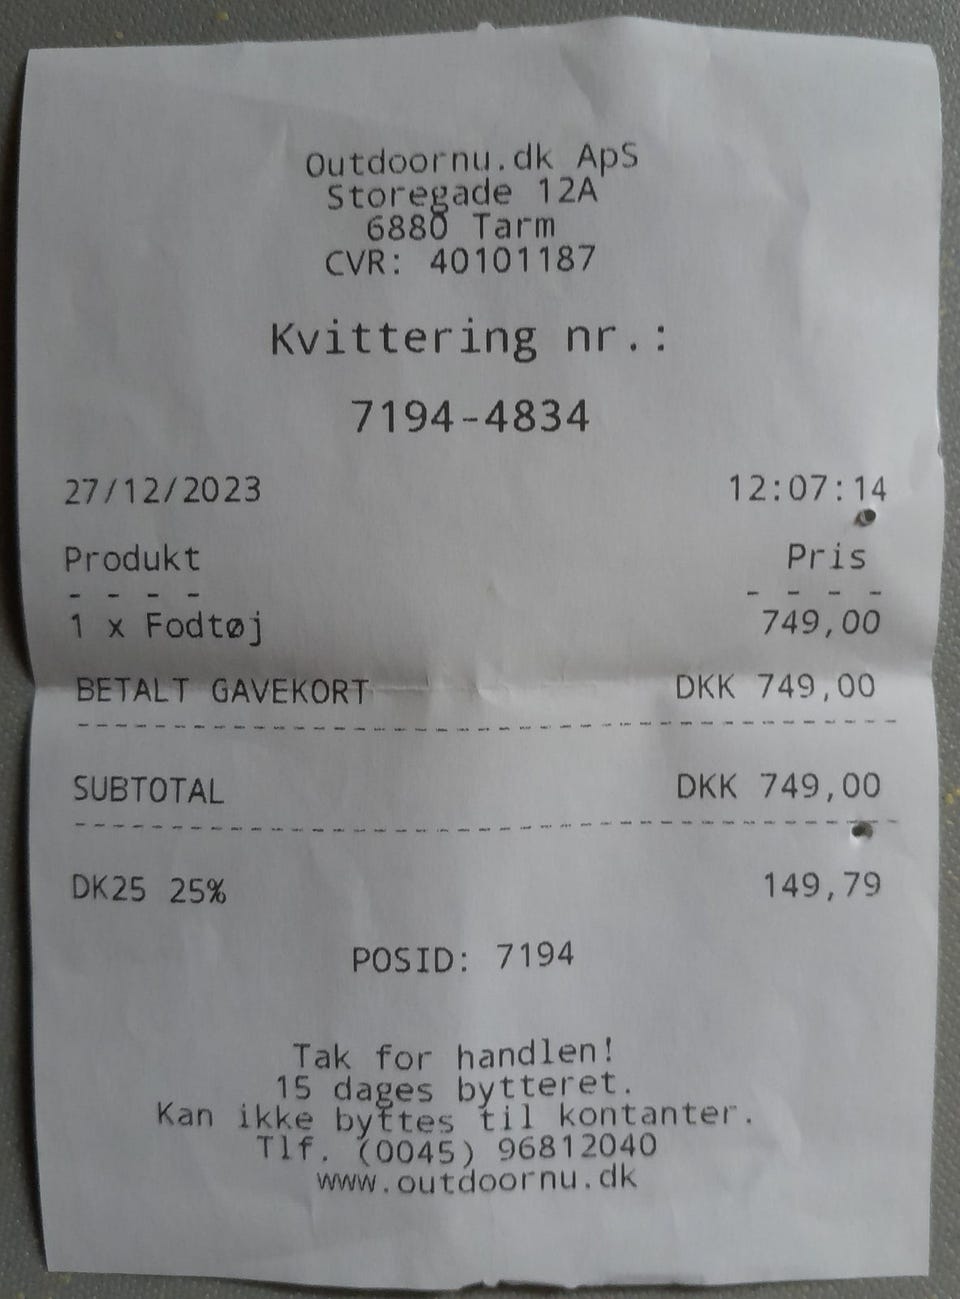 Outdoornu.dk ApS
Storegade 12A
6880 Tarm
CVR: 40101187
Kvittering nr.:
7194-4834
27/12/2023 12:07:14
Produkt Pris
- - - - - - - -
1 x Fodtøj 749,00
BETALT GAVEKORT DKK 749,00
SUBTOTAL DKK 749,00
DK25 25% 149,79
POSID: 7194
Tak for handlen!
15 dages bytteret.
Kan ikke byttes til kontanter.
Tlf. (0045) 96812040
www.outdoornu.dk